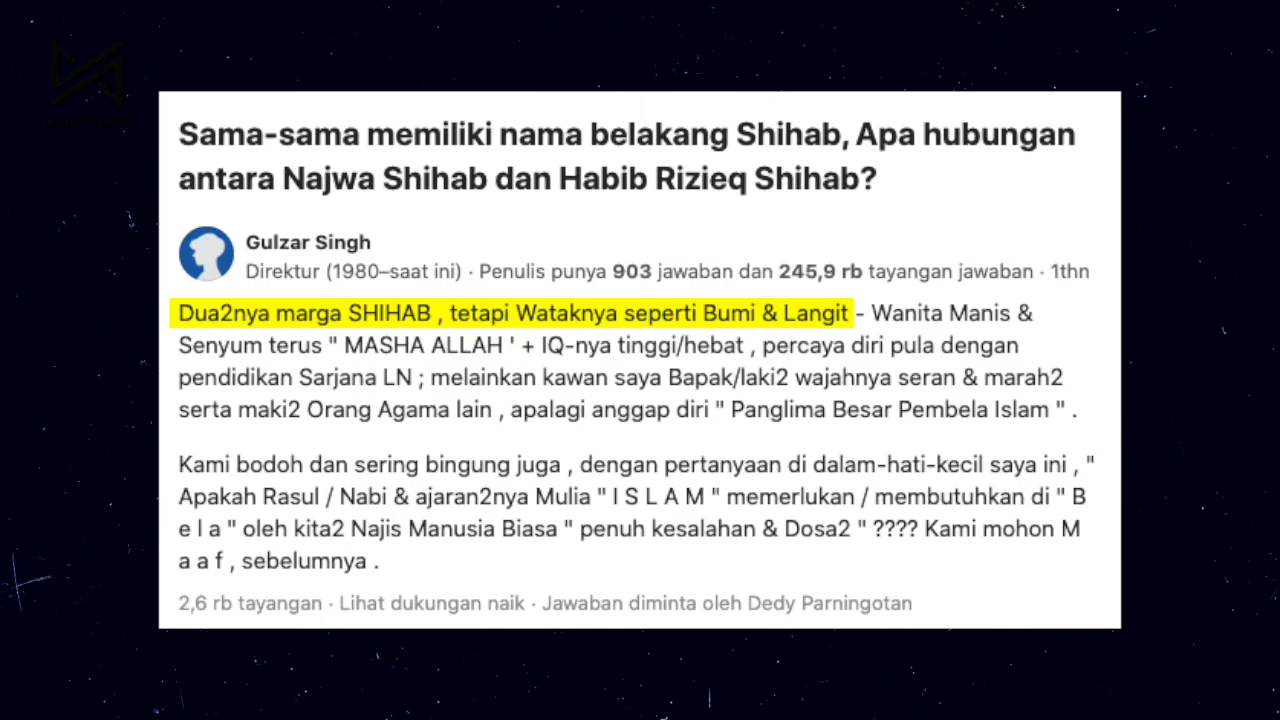 Sama-sama memiliki nama belakang Shihab, Apa hubungan
antara Najwa Shihab dan Habib Rizieq Shihab?
Gulzar Singh
Direktur (1980–saat ini) · Penulis punya 903 jawaban dan 245,9 rb tayangan jawaban · 1thn
Dua2nya marga SHIHAB , tetapi Wataknya seperti Bumi & Langit - Wanita Manis &
Senyum terus " MASHA ALLAH ' + IQ-nya tinggi/hebat , percaya diri pula dengan
pendidikan Sarjana LN ; melainkan kawan saya Bapak/laki2 wajahnya seran & marah2
serta maki2 Orang Agama lain , apalagi anggap diri " Panglima Besar Pembela Islam " .
Kami bodoh dan sering bingung juga , dengan pertanyaan di dalam-hati-kecil saya ini , "
Apakah Rasul / Nabi & ajaran2nya Mulia " I S L A M " memerlukan / membutuhkan di " B
e l a " oleh kita2 Najis Manusia Biasa " penuh kesalahan & Dosa2 " ???? Kami mohon M
a a f , sebelumnya .
2,6 rb tayangan · Lihat dukungan naik · Jawaban diminta oleh Dedy Parningotan